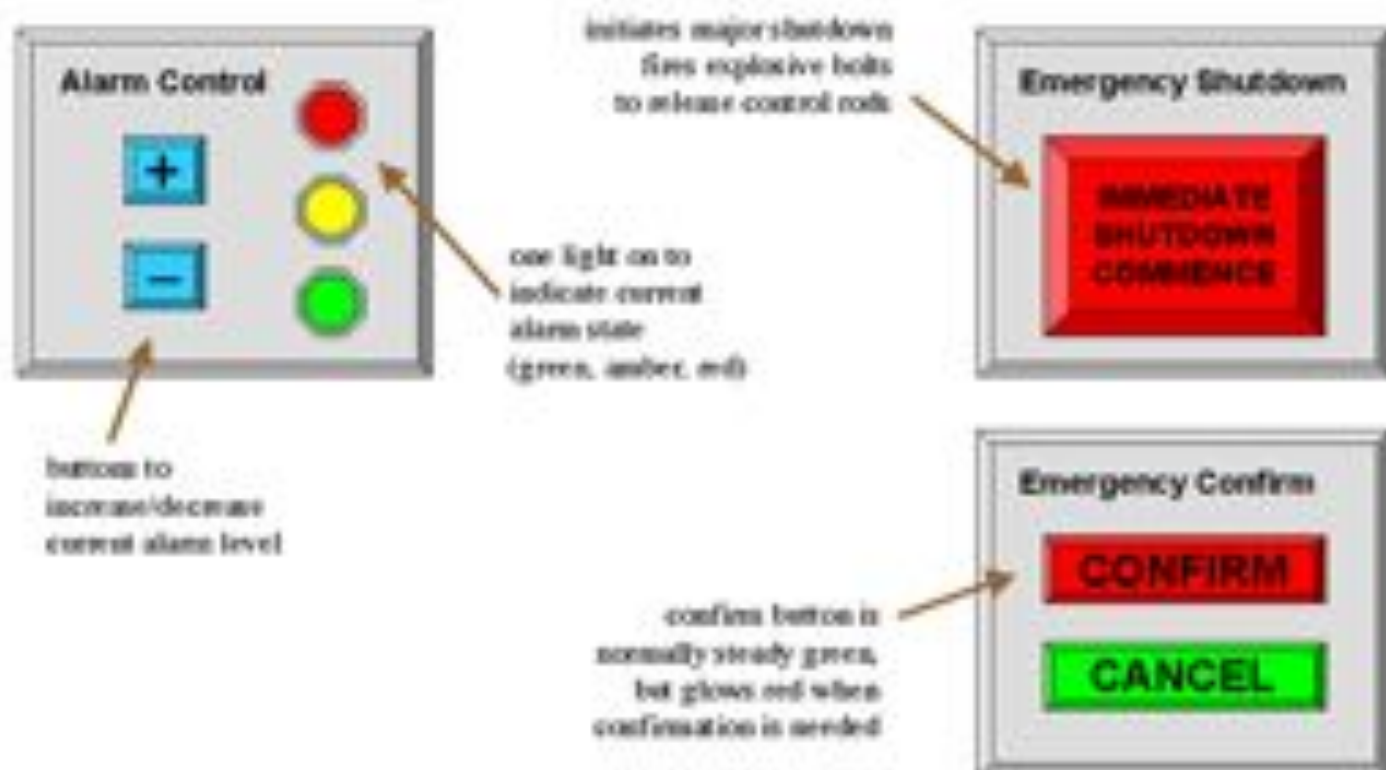 Alarm Control
+
−
initiates major shutdown
fires explosive bolts
to release control rods
Emergency Shutdown
IMMEDIATE
SHUTDOWN
COMMENCE
one light on to
indicate current
alarm state
(green, amber, red)
buttons to
increase/decrease
current alarm level
Emergency Confirm
CONFIRM
CANCEL
confirm button is
normally steady green,
but glows red when
confirmation is needed